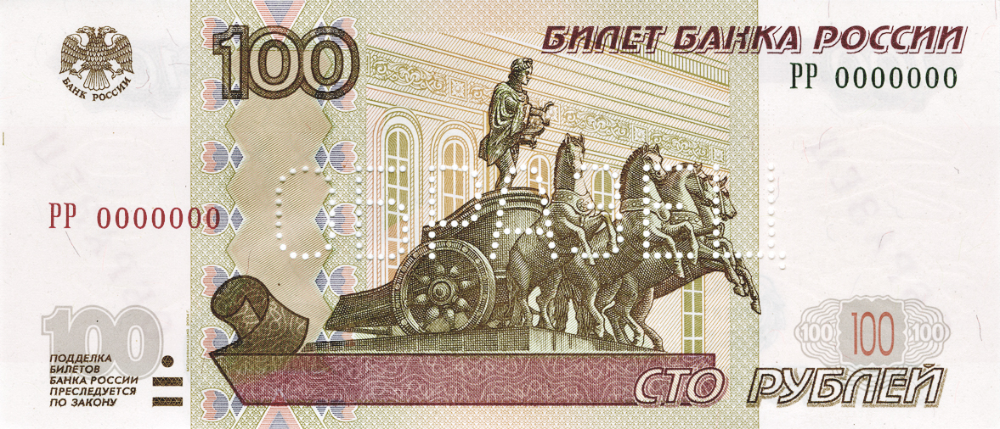 БАНК РОССИИ
100
БИЛЕТ БАНКА РОССИИ
РР 0000000
РР 0000000
100
ПОДДЕЛКА
БИЛЕТОВ
БАНКА РОССИИ
ПРЕСЛЕДУЕТСЯ
ПО ЗАКОНУ
100 100 100
СТО РУБЛЕЙ